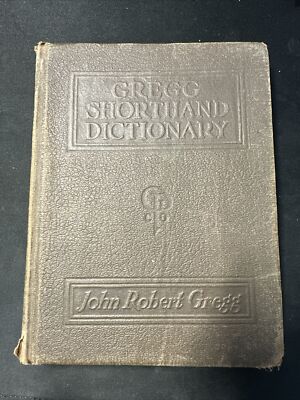 GREGG
SHORTHAND
DICTIONARY
John Robert Gregg